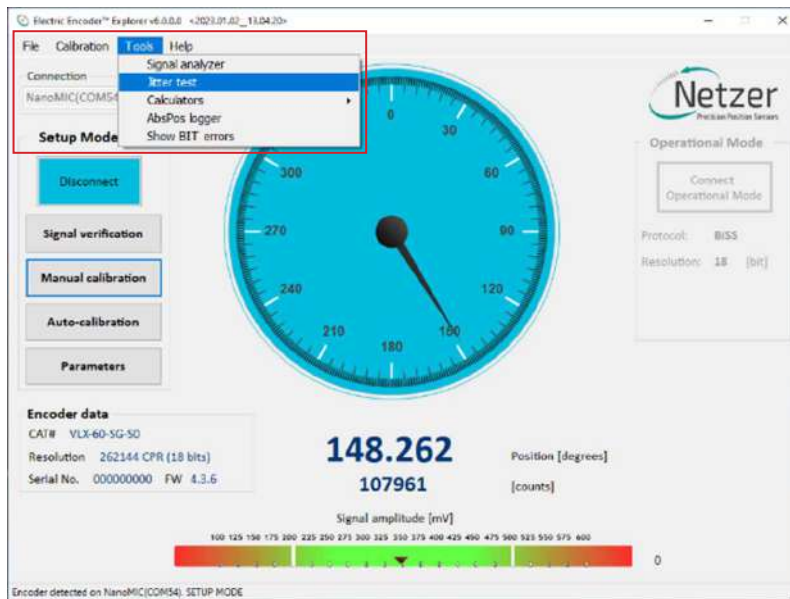 Electric Encoder™ Explorer v6.0.0.0 <2023.01.02_13.04.20>
File Calibration Tools Help
Signal analyzer
Jitter test
Calculators
AbsPos logger
Show BIT errors
Connection
NanoMIC(COM54
Netzer
Precision Position Sensors
Setup Mode
Disconnect
Signal verification
Manual calibration
Auto-calibration
Parameters
0
30
60
90
120
150
180
210
240
270
300
Operational Mode
Connect
Operational Mode
Protocol: BiSS
Resolution: 18 [bit]
Encoder data
CAT# VLX-60-SG-S0
Resolution 262144 CPR (18 bits)
Serial No. 000000000 FW 4.3.6
148.262 Position [degrees]
107961 [counts]
Signal amplitude [mV]
100 125 150 175 200 225 250 275 300 325 350 375 400 425 450 475 500 525 550 575 600
0
Encoder detected on NanoMIC(COM54). SETUP MODE